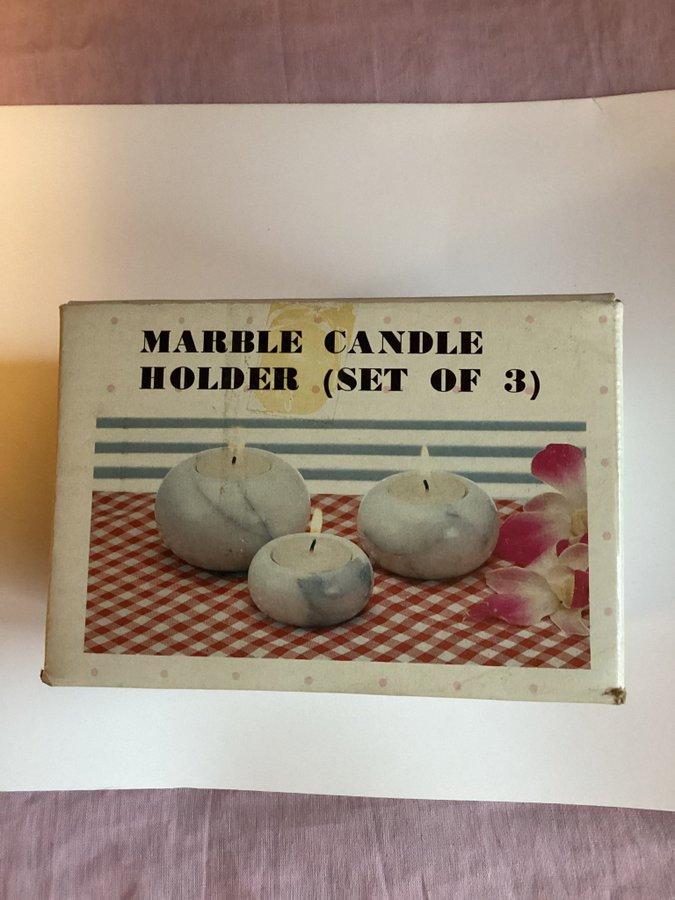 MARBLE CANDLE
HOLDER (SET OF 3)